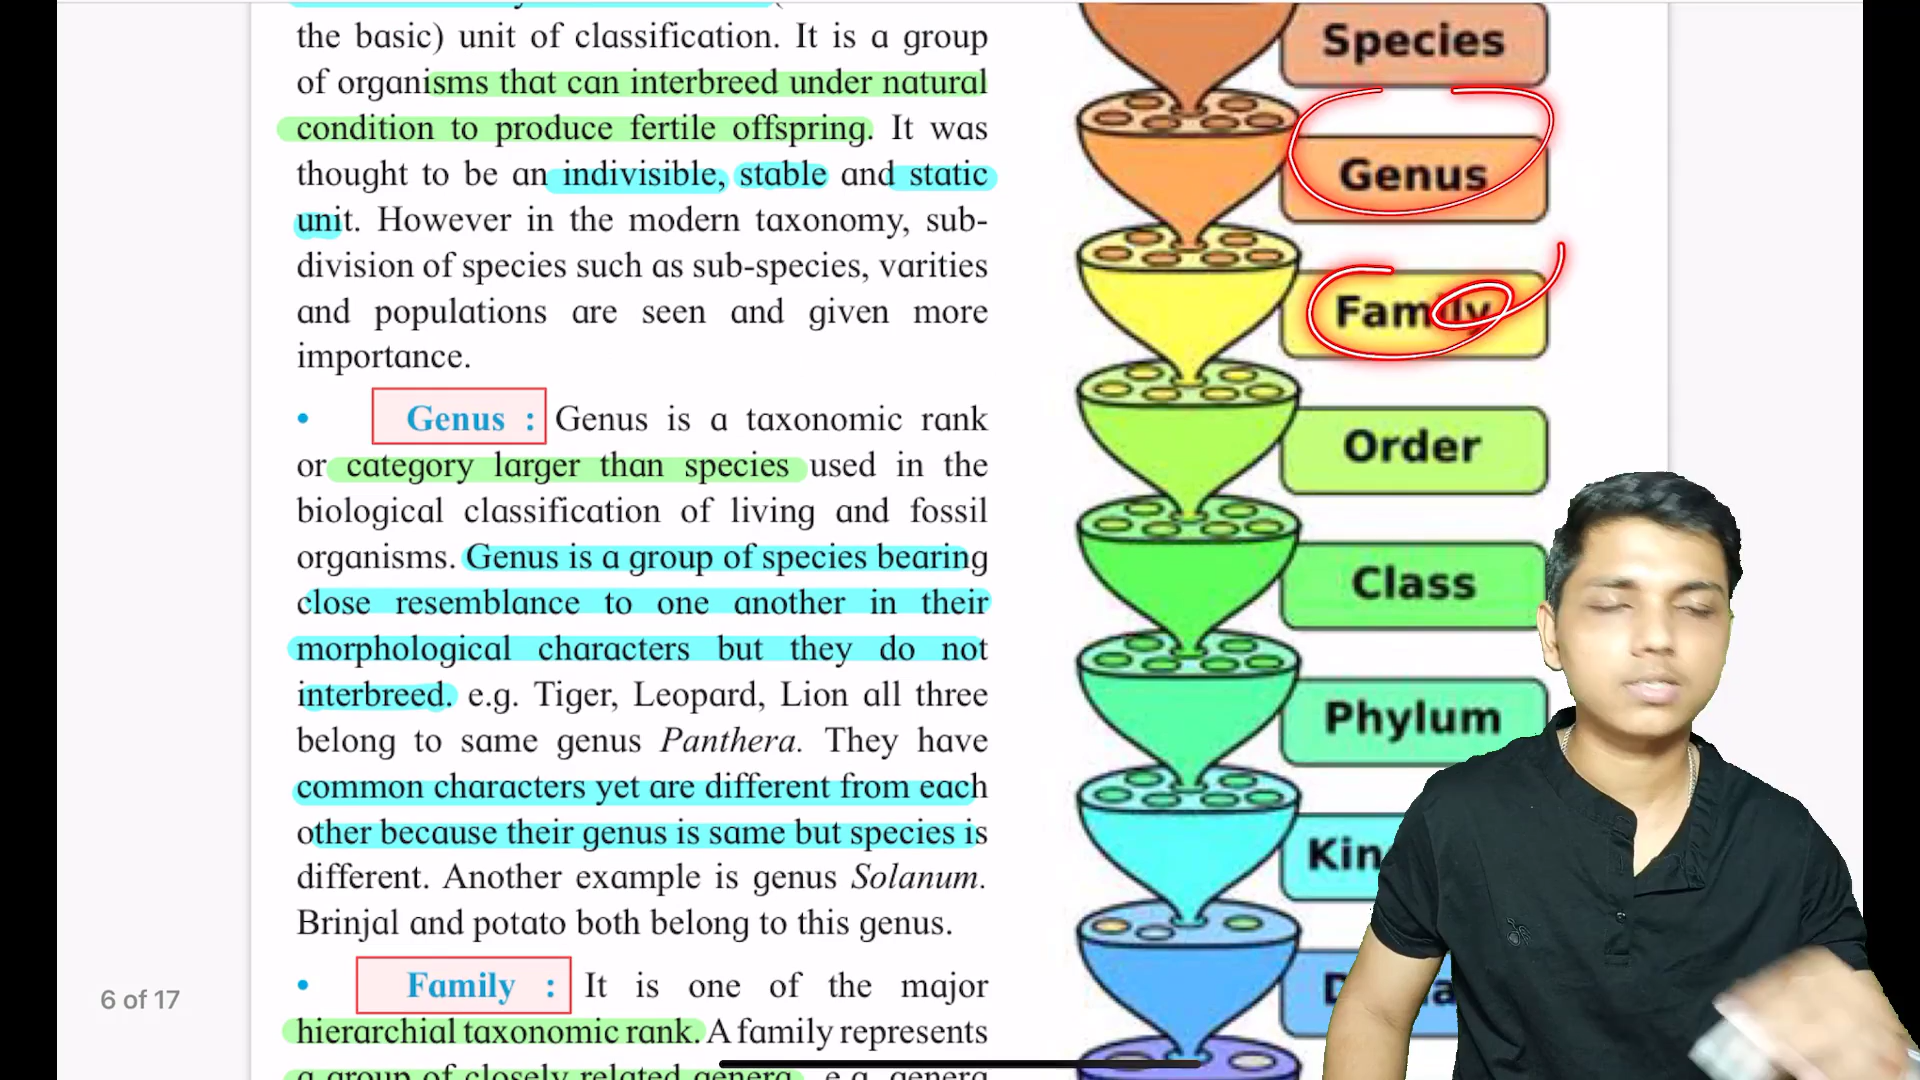 the basic) unit of classification. It is a group
of organisms that can interbreed under natural
condition to produce fertile offspring. It was
thought to be an indivisible, stable and static
unit. However in the modern taxonomy, sub-
division of species such as sub-species, varities
and populations are seen and given more
importance.
• Genus : Genus is a taxonomic rank
or category larger than species used in the
biological classification of living and fossil
organisms. Genus is a group of species bearing
close resemblance to one another in their
morphological characters but they do not
interbreed. e.g. Tiger, Leopard, Lion all three
belong to same genus Panthera. They have
common characters yet are different from each
other because their genus is same but species is
different. Another example is genus Solanum.
Brinjal and potato both belong to this genus.
• Family : It is one of the major
hierarchial taxonomic rank. A family represents
a group of closely related genera. e.g. genera
6 of 17
Species
Genus
Family
Order
Class
Phylum